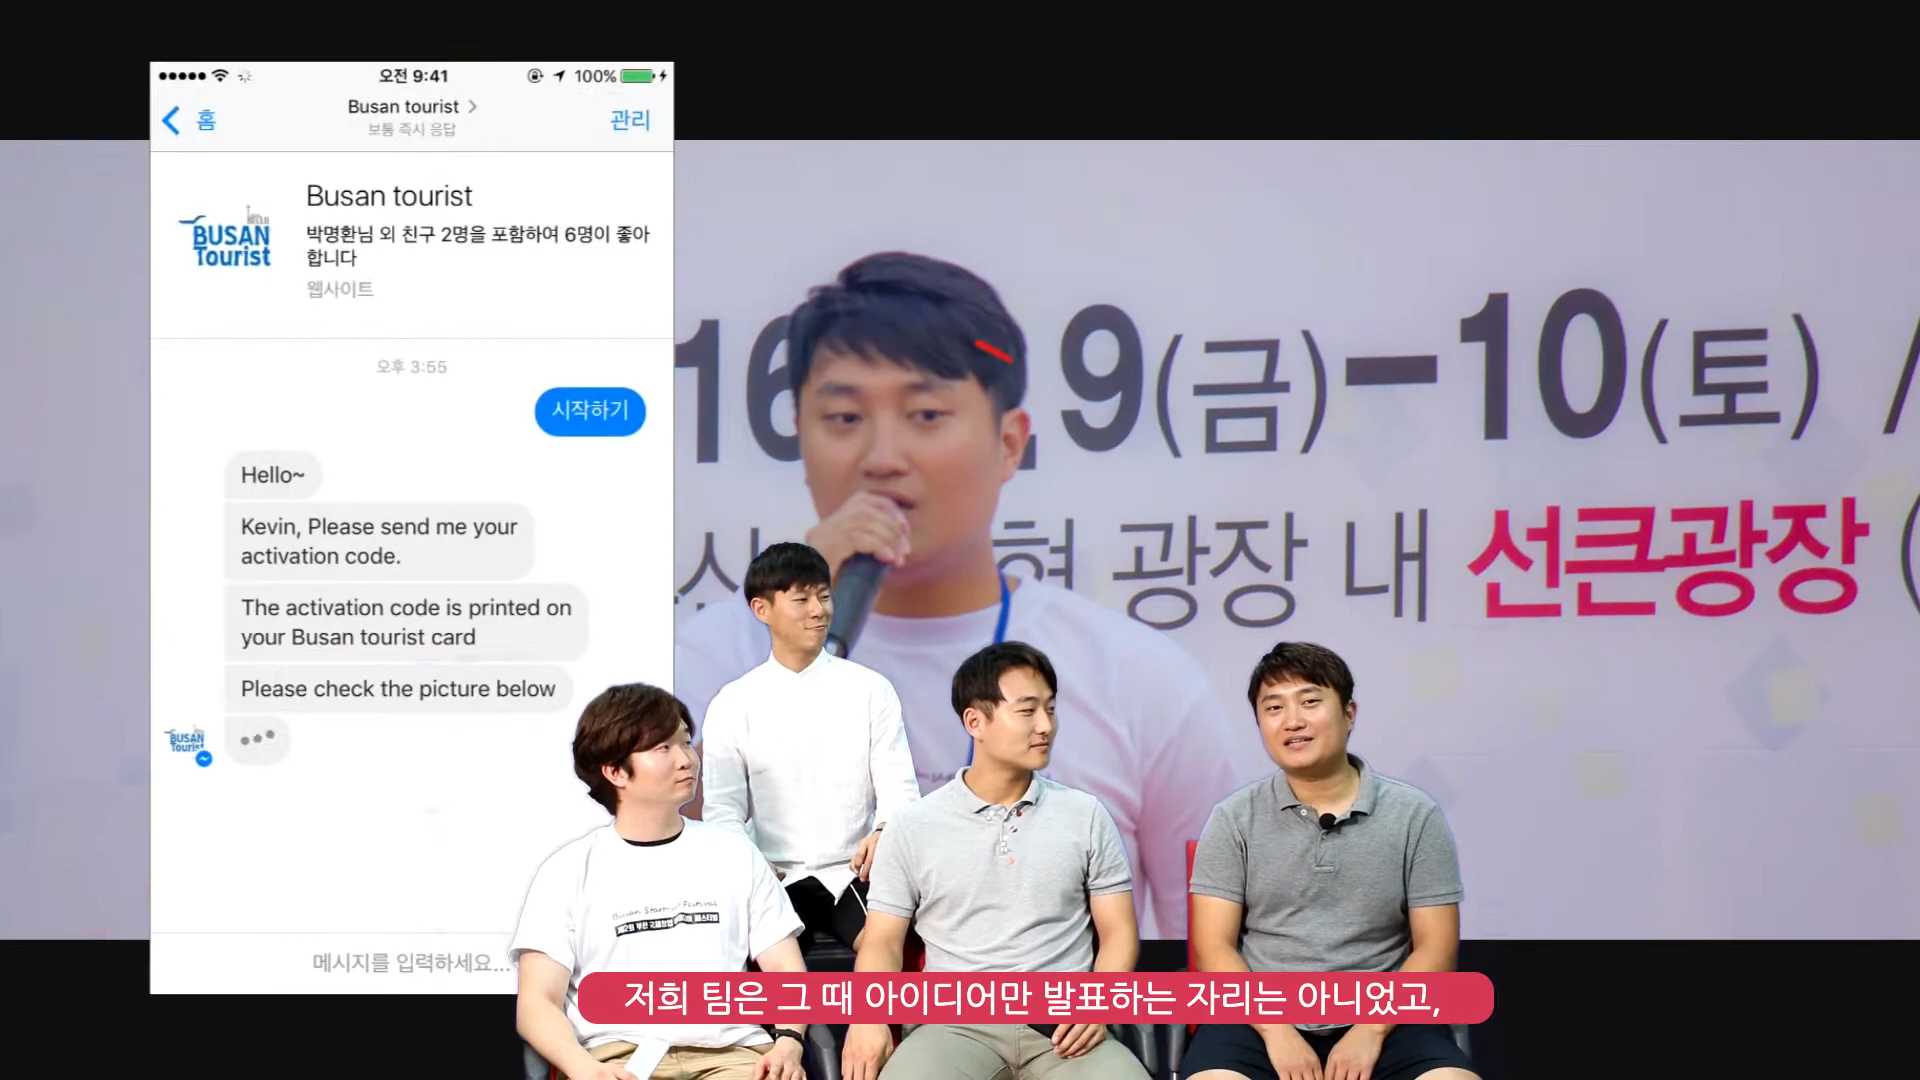 오전 9:41
100%
홈
Busan tourist
보통 즉시 응답
관리
BUSAN
Tourist
Busan tourist
박명환님 외 친구 2명을 포함하여 6명이 좋아
합니다
웹사이트
오후 3:55
시작하기
Hello~
Kevin, Please send me your
activation code.
The activation code is printed on
your Busan tourist card
Please check the picture below
BUSAN
Tourist
메시지를 입력하세요...
16 9(금)-10(토) /
광장 내 선큰광장 (
Busan Startup Festival
저희 팀은 그 때 아이디어만 발표하는 자리는 아니었고,